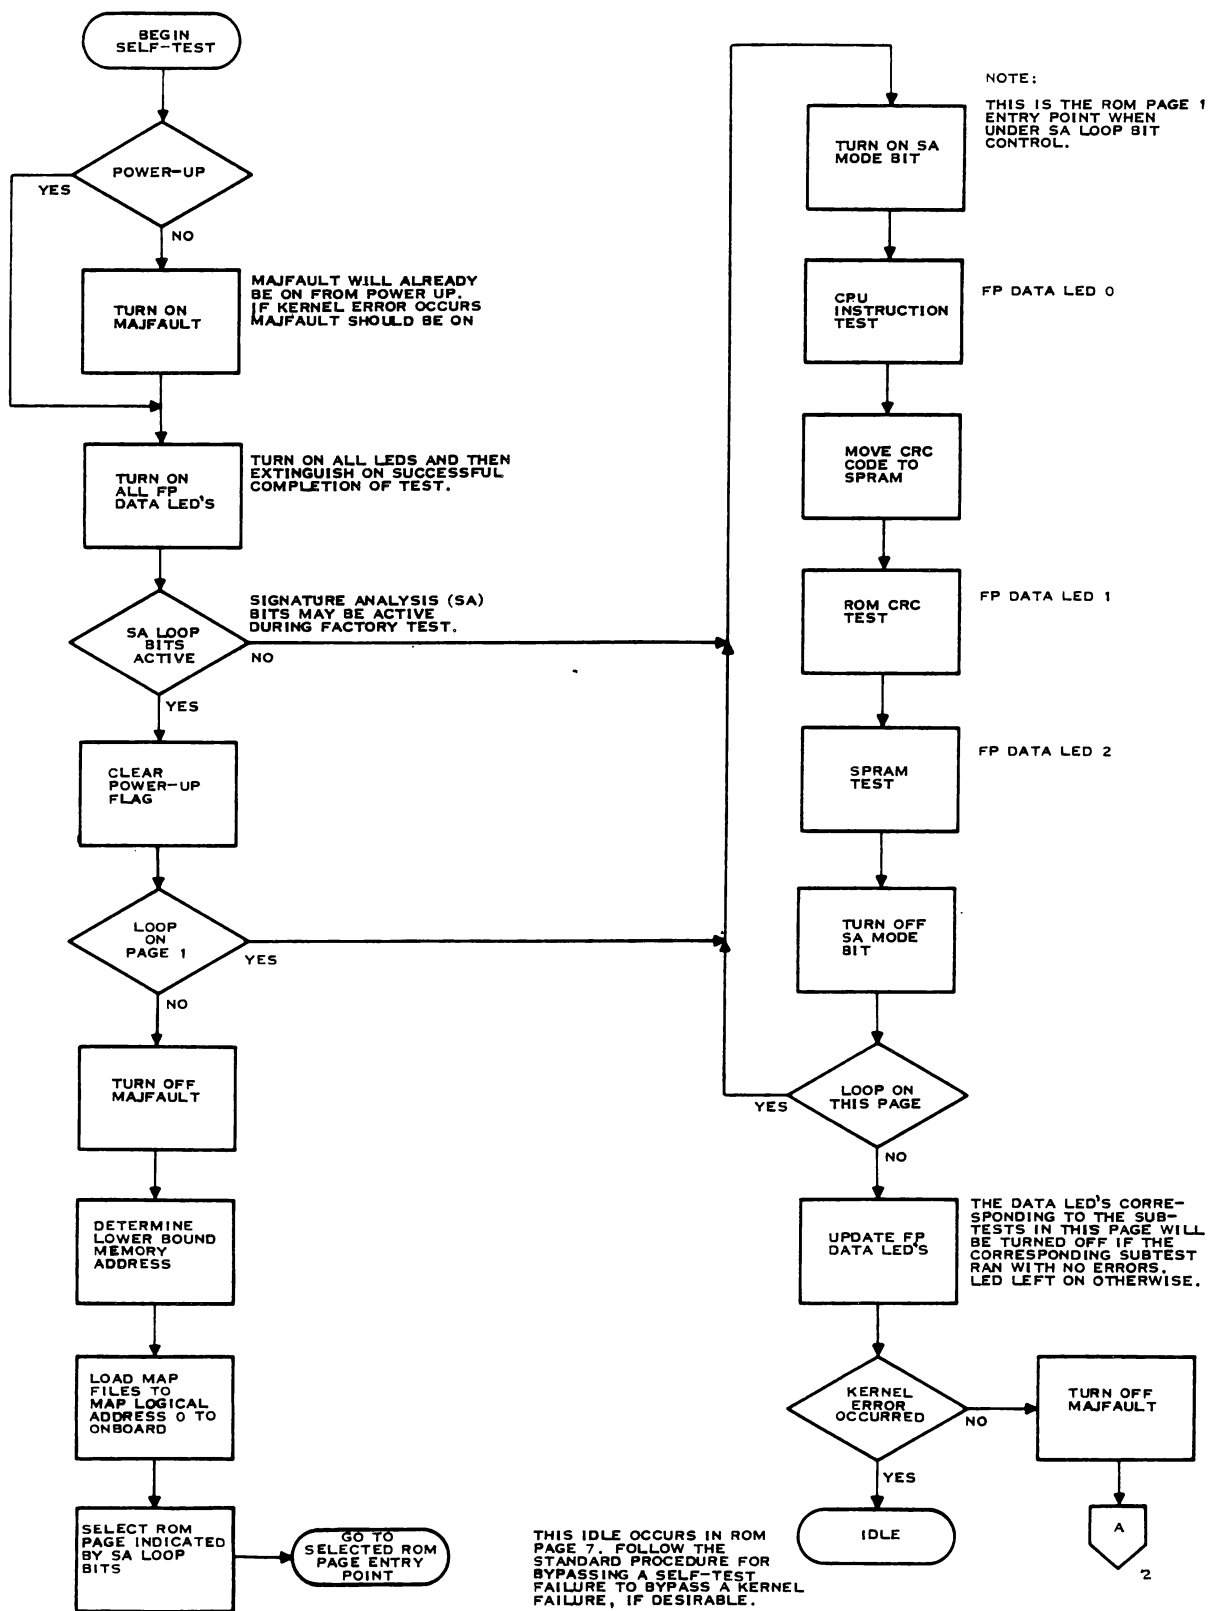 BEGIN
SELF-TEST
POWER-UP
YES
NO
TURN ON
MAJFAULT
MAJFAULT WILL ALREADY
BE ON FROM POWER UP.
IF KERNEL ERROR OCCURS
MAJFAULT SHOULD BE ON
TURN ON
ALL FP
DATA LED'S
TURN ON ALL LEDS AND THEN
EXTINGUISH ON SUCCESSFUL
COMPLETION OF TEST.
SA LOOP
BITS
ACTIVE
SIGNATURE ANALYSIS (SA)
BITS MAY BE ACTIVE
DURING FACTORY TEST.
NO
YES
CLEAR
POWER-UP
FLAG
LOOP
ON
PAGE 1
YES
NO
TURN OFF
MAJFAULT
DETERMINE
LOWER BOUND
MEMORY
ADDRESS
LOAD MAP
FILES TO
MAP LOGICAL
ADDRESS 0 TO
ONBOARD
SELECT ROM
PAGE INDICATED
BY SA LOOP
BITS
GO TO
SELECTED ROM
PAGE ENTRY
POINT
NOTE:
THIS IS THE ROM PAGE 1
ENTRY POINT WHEN
UNDER SA LOOP BIT
CONTROL.
TURN ON SA
MODE BIT
CPU
INSTRUCTION
TEST
FP DATA LED 0
MOVE CRC
CODE TO
SPRAM
ROM CRC
TEST
FP DATA LED 1
SPRAM
TEST
FP DATA LED 2
TURN OFF
SA MODE
BIT
LOOP ON
THIS PAGE
YES
NO
UPDATE FP
DATA LED'S
THE DATA LED'S CORRE-
SPONDING TO THE SUB-
TESTS IN THIS PAGE WILL
BE TURNED OFF IF THE
CORRESPONDING SUBTEST
RAN WITH NO ERRORS.
LED LEFT ON OTHERWISE.
KERNEL
ERROR
OCCURRED
NO
YES
TURN OFF
MAJFAULT
IDLE
A
2
THIS IDLE OCCURS IN ROM
PAGE 7. FOLLOW THE
STANDARD PROCEDURE FOR
BYPASSING A SELF-TEST
FAILURE TO BYPASS A KERNEL
FAILURE, IF DESIRABLE.